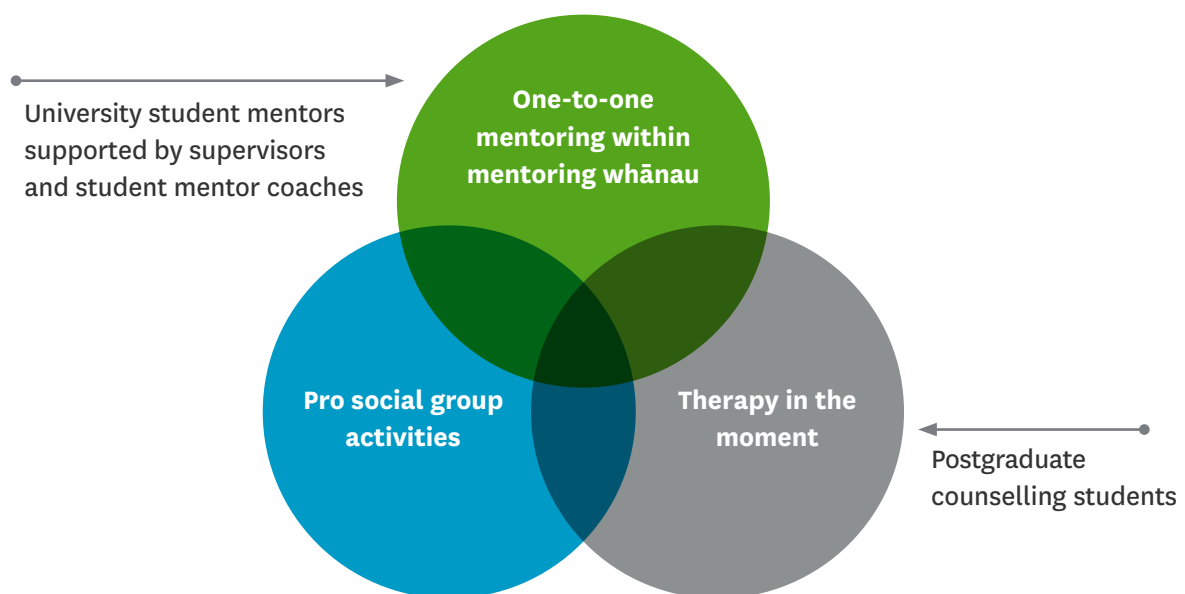 One-to-one
mentoring within
mentoring whānau
University student mentors
supported by supervisors
and student mentor coaches
Pro social group
activities
Therapy in the
moment
Postgraduate
counselling students